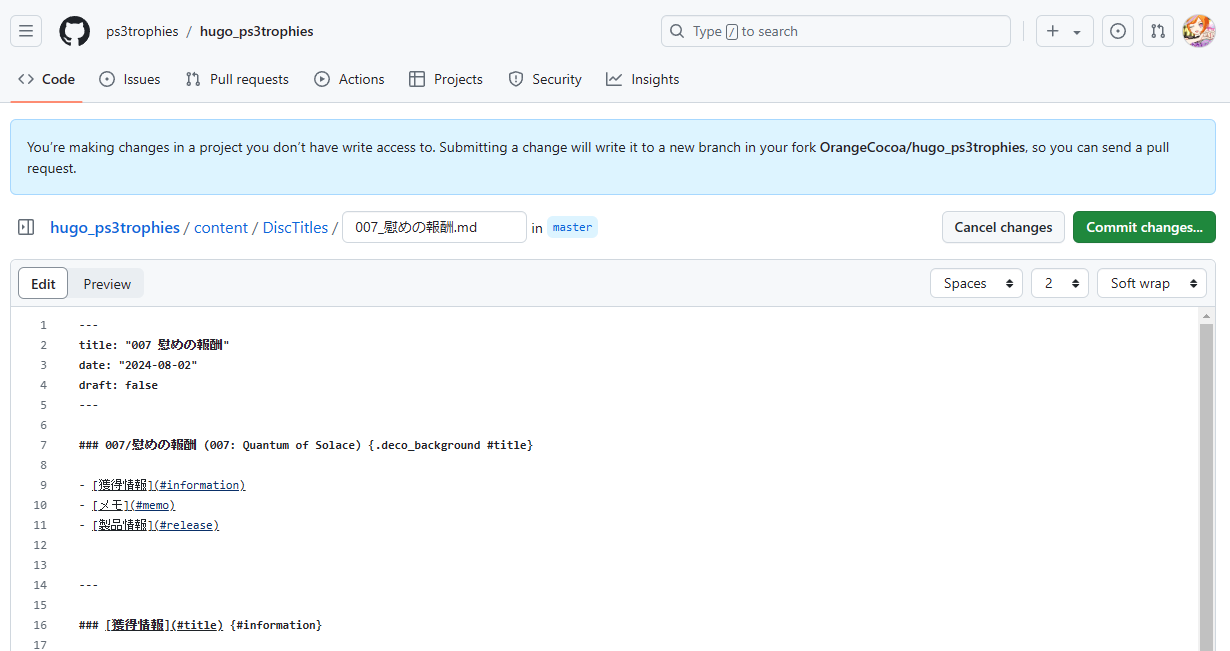 ps3trophies / hugo_ps3trophies
Type / to search
Code Issues Pull requests Actions Projects Security Insights
You're making changes in a project you don't have write access to. Submitting a change will write it to a new branch in your fork OrangeCocoa/hugo_ps3trophies, so you can send a pull
request.
hugo_ps3trophies / content / DiscTitles / 007_慰めの報酬.md in master
Cancel changes Commit changes...
Edit Preview Spaces 2 Soft wrap
1 ---
2 title: "007 慰めの報酬"
3 date: "2024-08-02"
4 draft: false
5 ---
6
7 ### 007/慰めの報酬 (007: Quantum of Solace) {.deco_background #title}
8
9 - [獲得情報](#information)
10 - [メモ](#memo)
11 - [製品情報](#release)
12
13
14 ---
15
16 ### [獲得情報](#title) {#information}
17